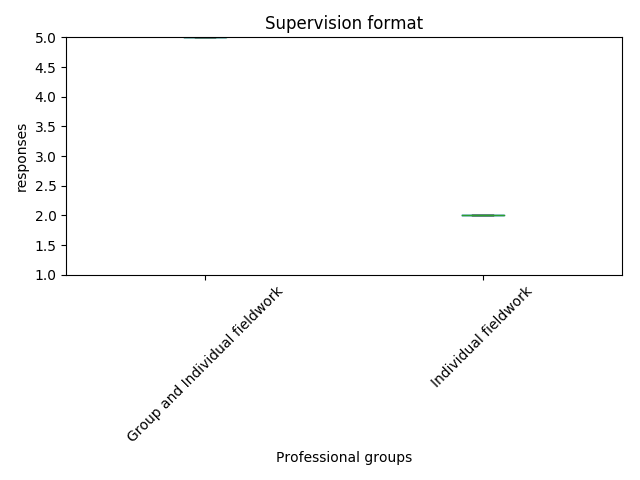 Supervision format
responses
5.0
4.5
4.0
3.5
3.0
2.5
2.0
1.5
1.0
Group and Individual fieldwork
Individual fieldwork
Professional groups